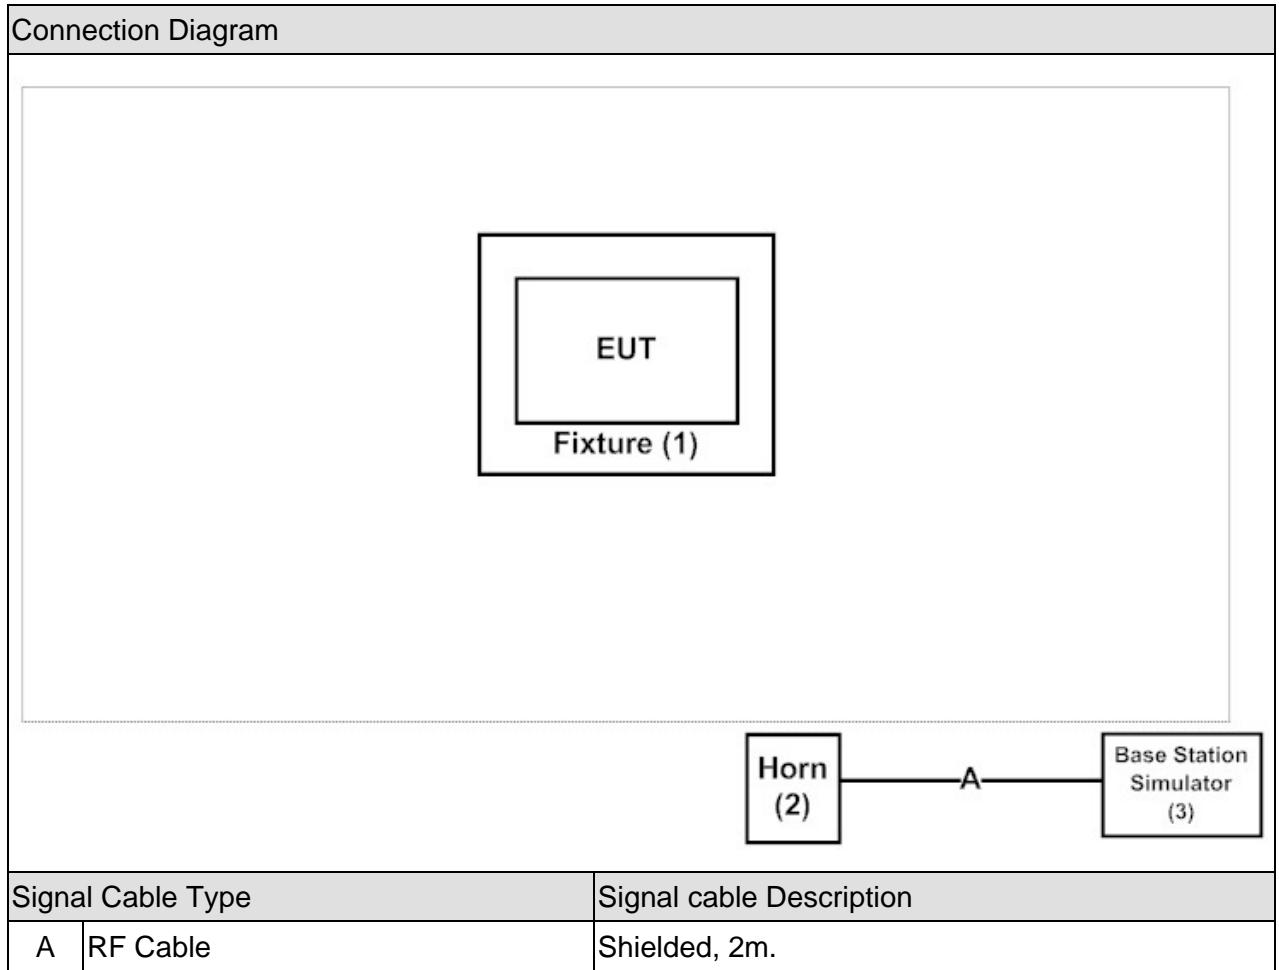 Connection Diagram
EUT
Fixture (1)
Horn
(2)
A
Base Station
Simulator
(3)
Signal Cable Type Signal cable Description
A RF Cable Shielded, 2m.